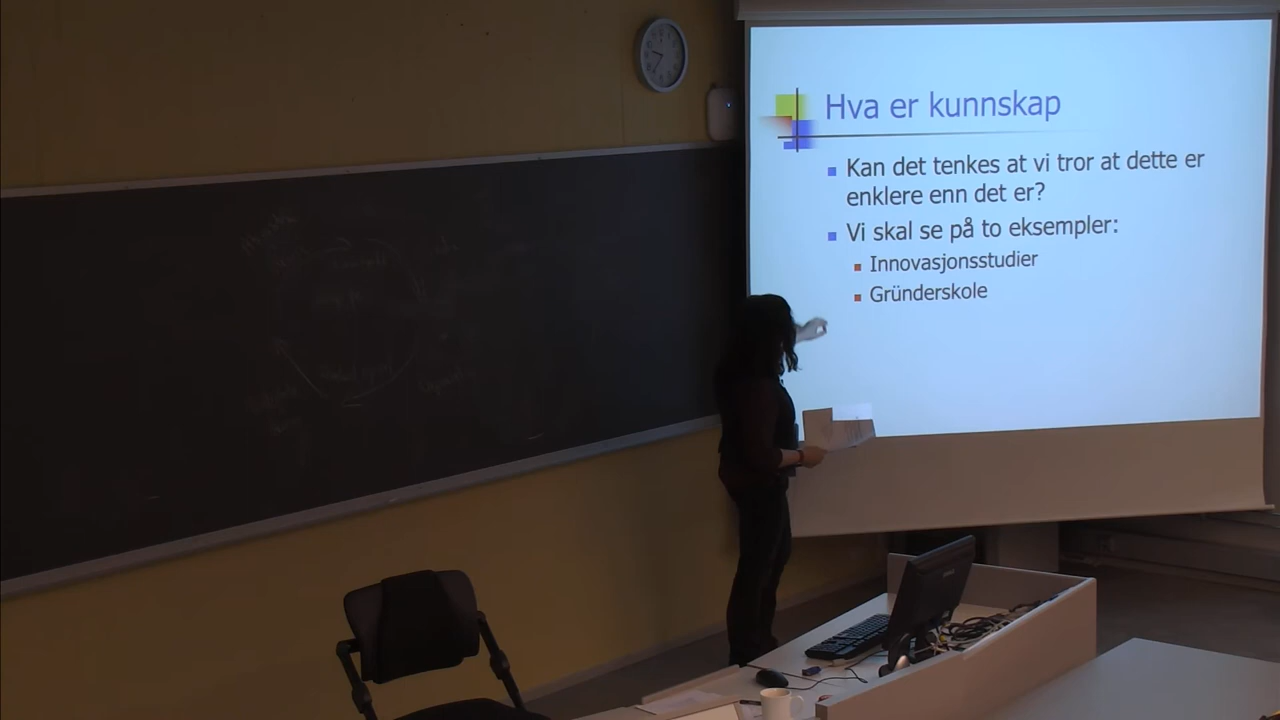 Hva er kunnskap
Kan det tenkes at vi tror at dette er
enklere enn det er?
Vi skal se på to eksempler:
Innovasjonsstudier
Gründerskole